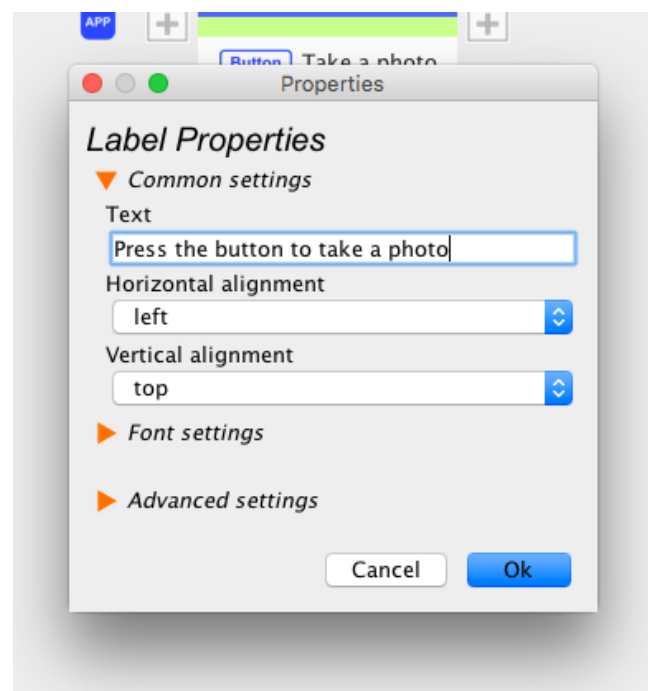 APP
Button Take a photo
Properties
Label Properties
Common settings
Text
Press the button to take a photo
Horizontal alignment
left
Vertical alignment
top
Font settings
Advanced settings
Cancel Ok